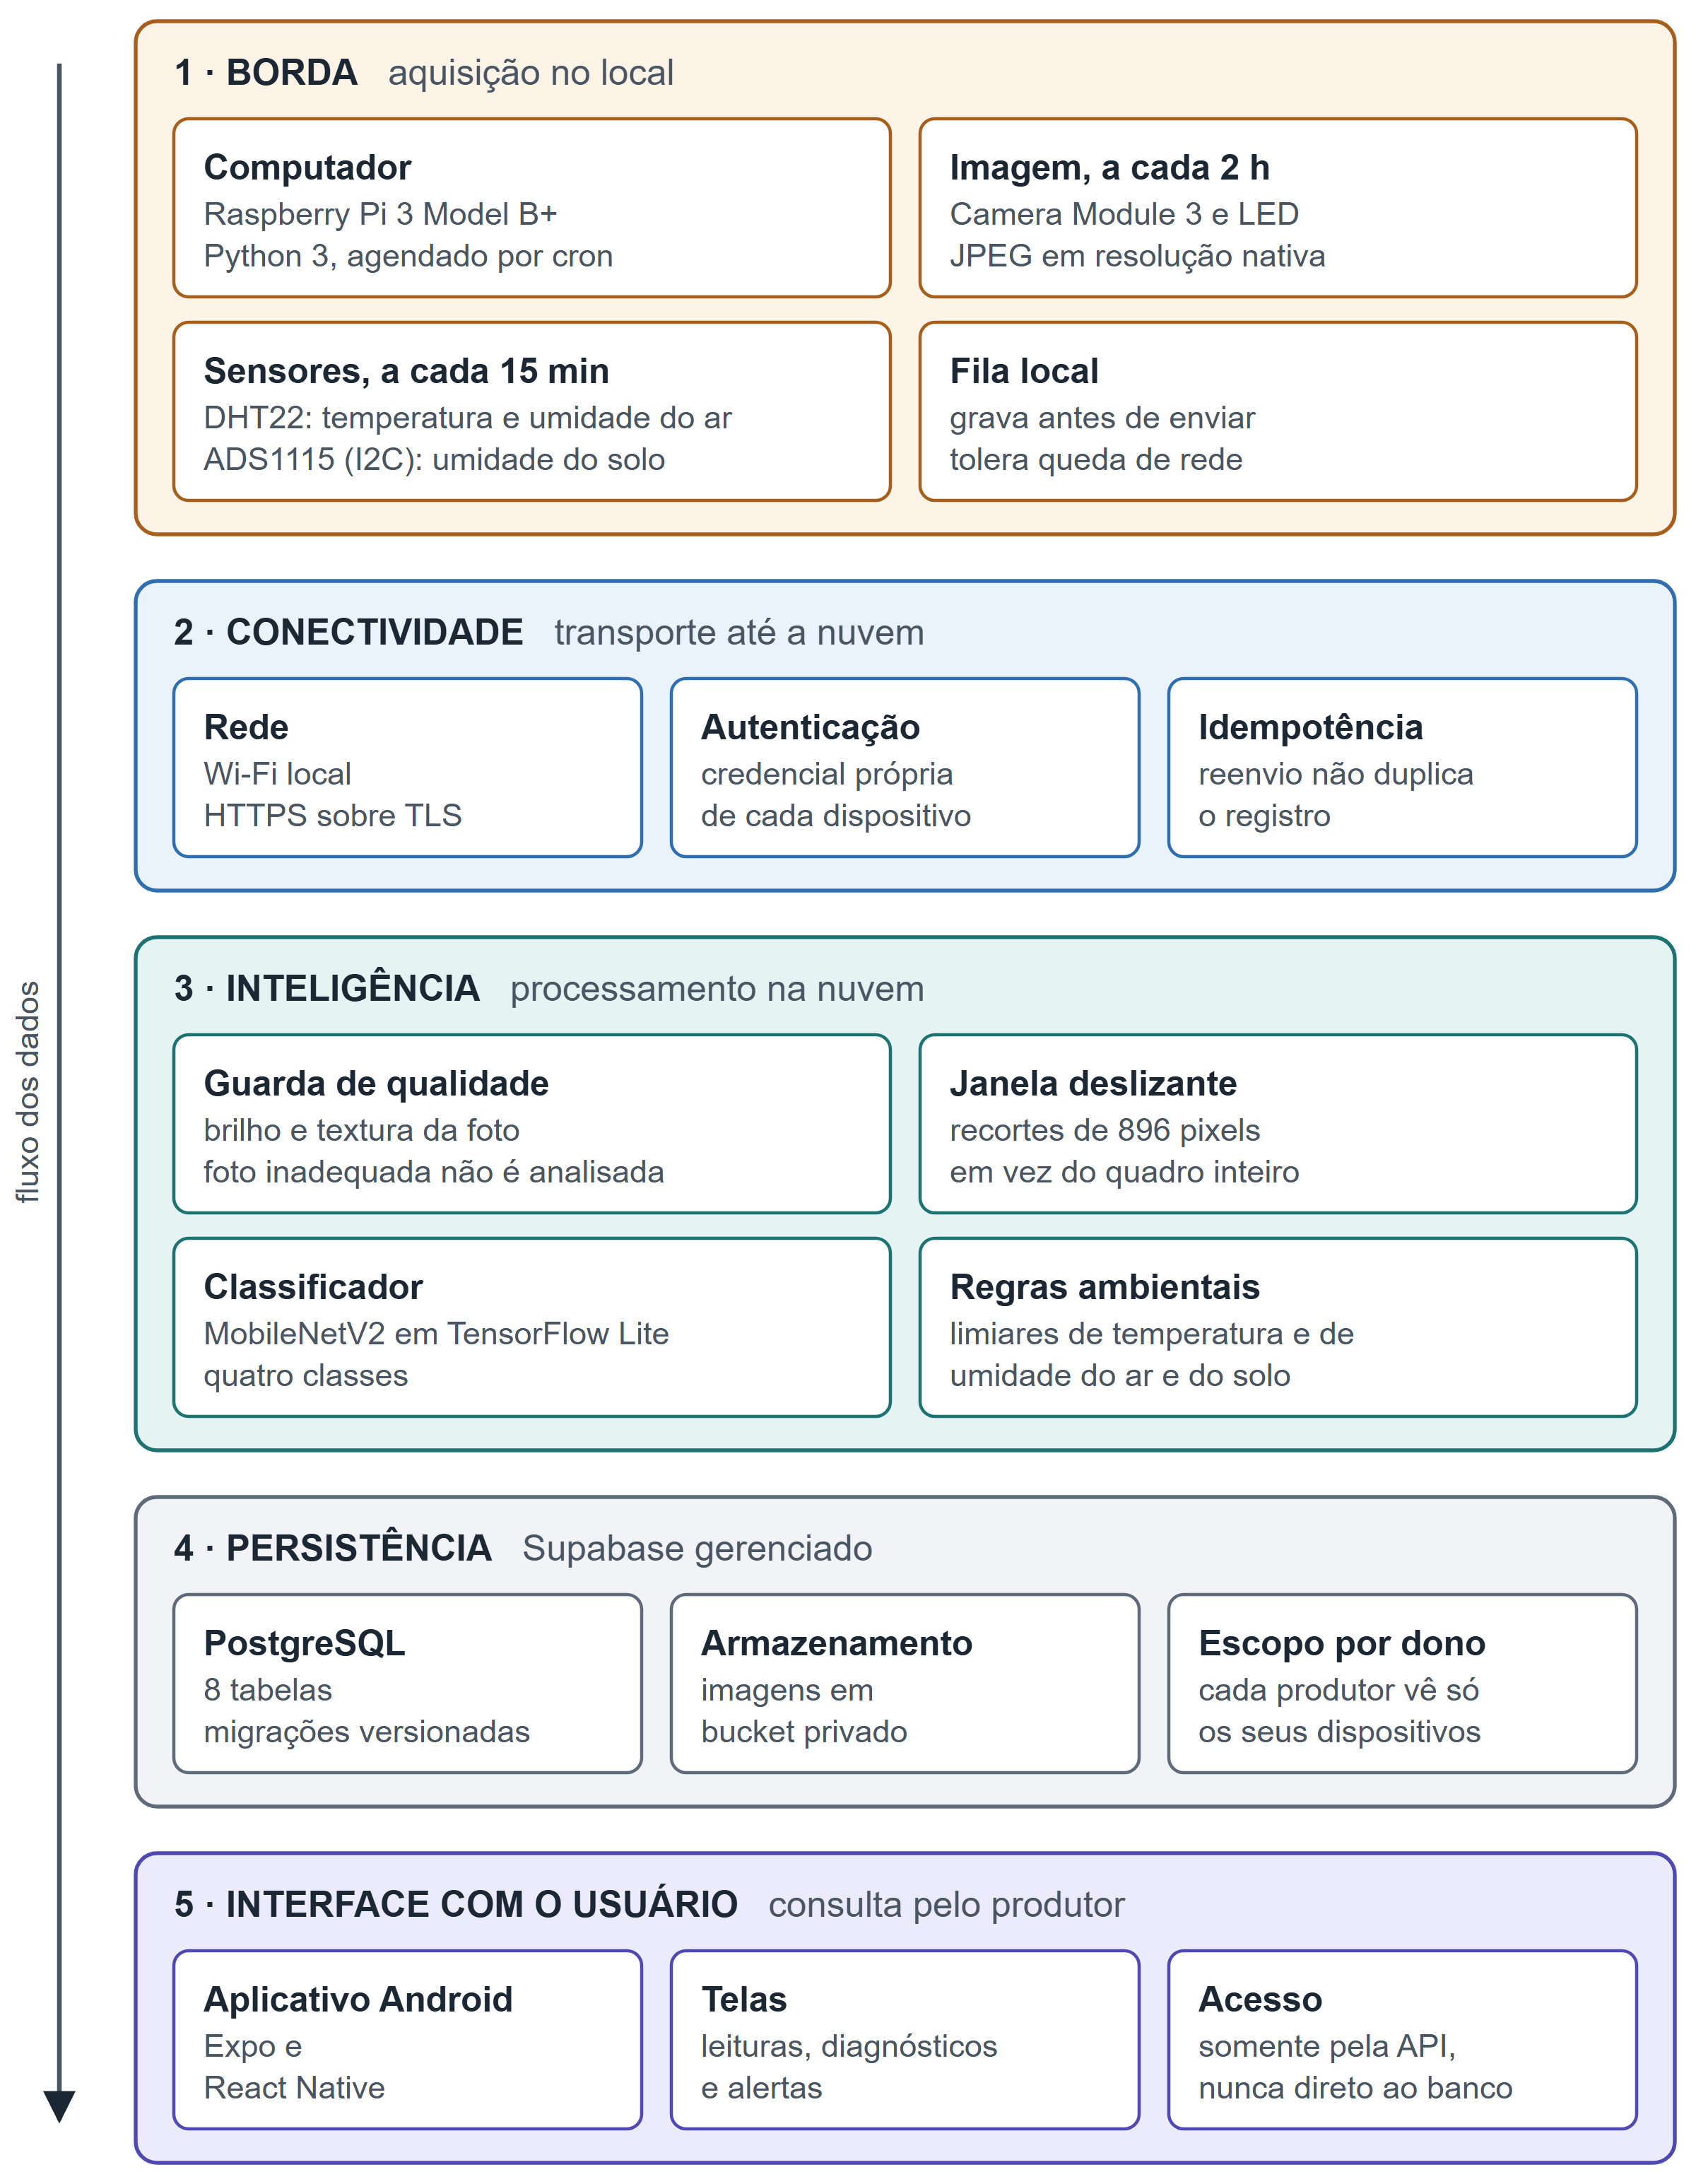 1 · BORDA aquisição no local
Computador
Raspberry Pi 3 Model B+
Python 3, agendado por cron
Imagem, a cada 2 h
Camera Module 3 e LED
JPEG em resolução nativa
Sensores, a cada 15 min
DHT22: temperatura e umidade do ar
ADS1115 (I2C): umidade do solo
Fila local
grava antes de enviar
tolera queda de rede
2 · CONECTIVIDADE transporte até a nuvem
Rede
Wi-Fi local
HTTPS sobre TLS
Autenticação
credencial própria
de cada dispositivo
Idempotência
reenvio não duplica
o registro
fluxo dos dados
3 · INTELIGÊNCIA processamento na nuvem
Guarda de qualidade
brilho e textura da foto
foto inadequada não é analisada
Janela deslizante
recortes de 896 pixels
em vez do quadro inteiro
Classificador
MobileNetV2 em TensorFlow Lite
quatro classes
Regras ambientais
limiares de temperatura e de
umidade do ar e do solo
4 · PERSISTÊNCIA Supabase gerenciado
PostgreSQL
8 tabelas
migrações versionadas
Armazenamento
imagens em
bucket privado
Escopo por dono
cada produtor vê só
os seus dispositivos
5 · INTERFACE COM O USUÁRIO consulta pelo produtor
Aplicativo Android
Expo e
React Native
Telas
leituras, diagnósticos
e alertas
Acesso
somente pela API,
nunca direto ao banco